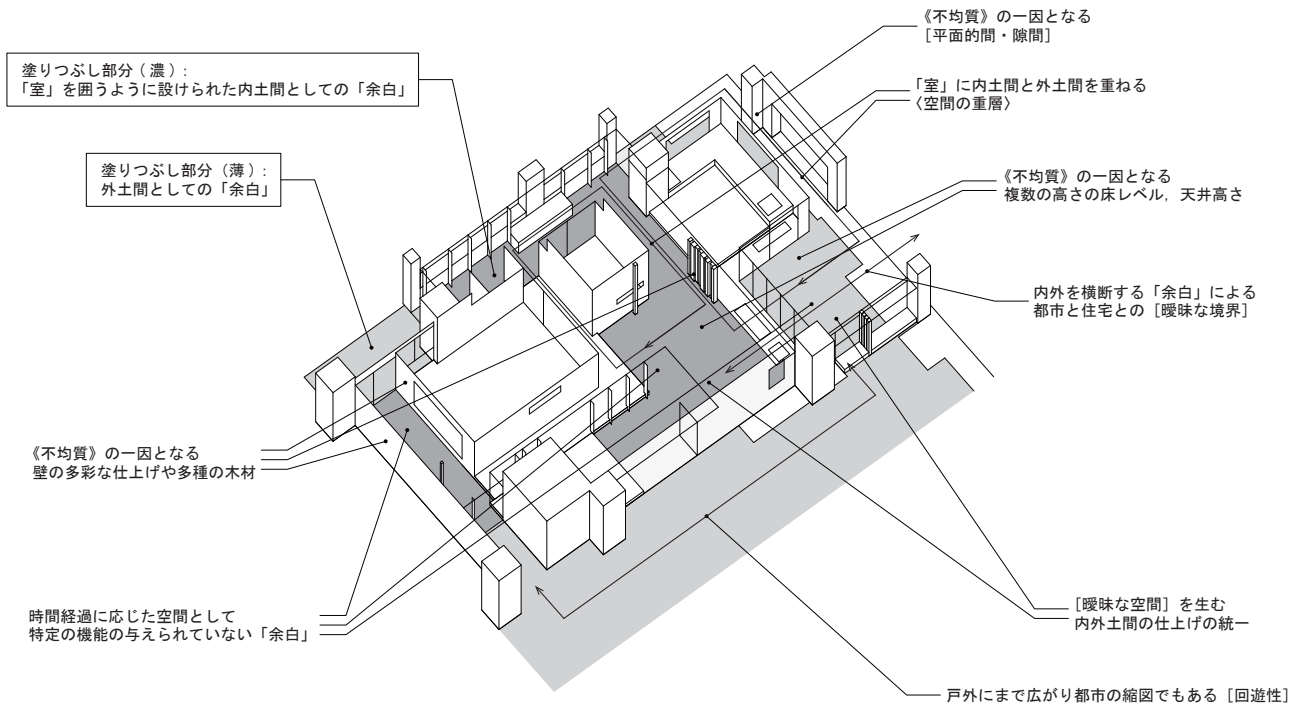 《不均質》の一因となる
[平面的間・隙間]
塗りつぶし部分（濃）:
「室」を囲うように設けられた内土間としての「余白」
「室」に内土間と外土間を重ねる
〈空間の重層〉
塗りつぶし部分（薄）:
外土間としての「余白」
《不均質》の一因となる
複数の高さの床レベル，天井高さ
内外を横断する「余白」による
都市と住宅との［曖昧な境界］
《不均質》の一因となる
壁の多彩な仕上げや多種の木材
時間経過に応じた空間として
特定の機能の与えられていない「余白」
［曖昧な空間］を生む
内外土間の仕上げの統一
戸外にまで広がり都市の縮図でもある［回遊性］